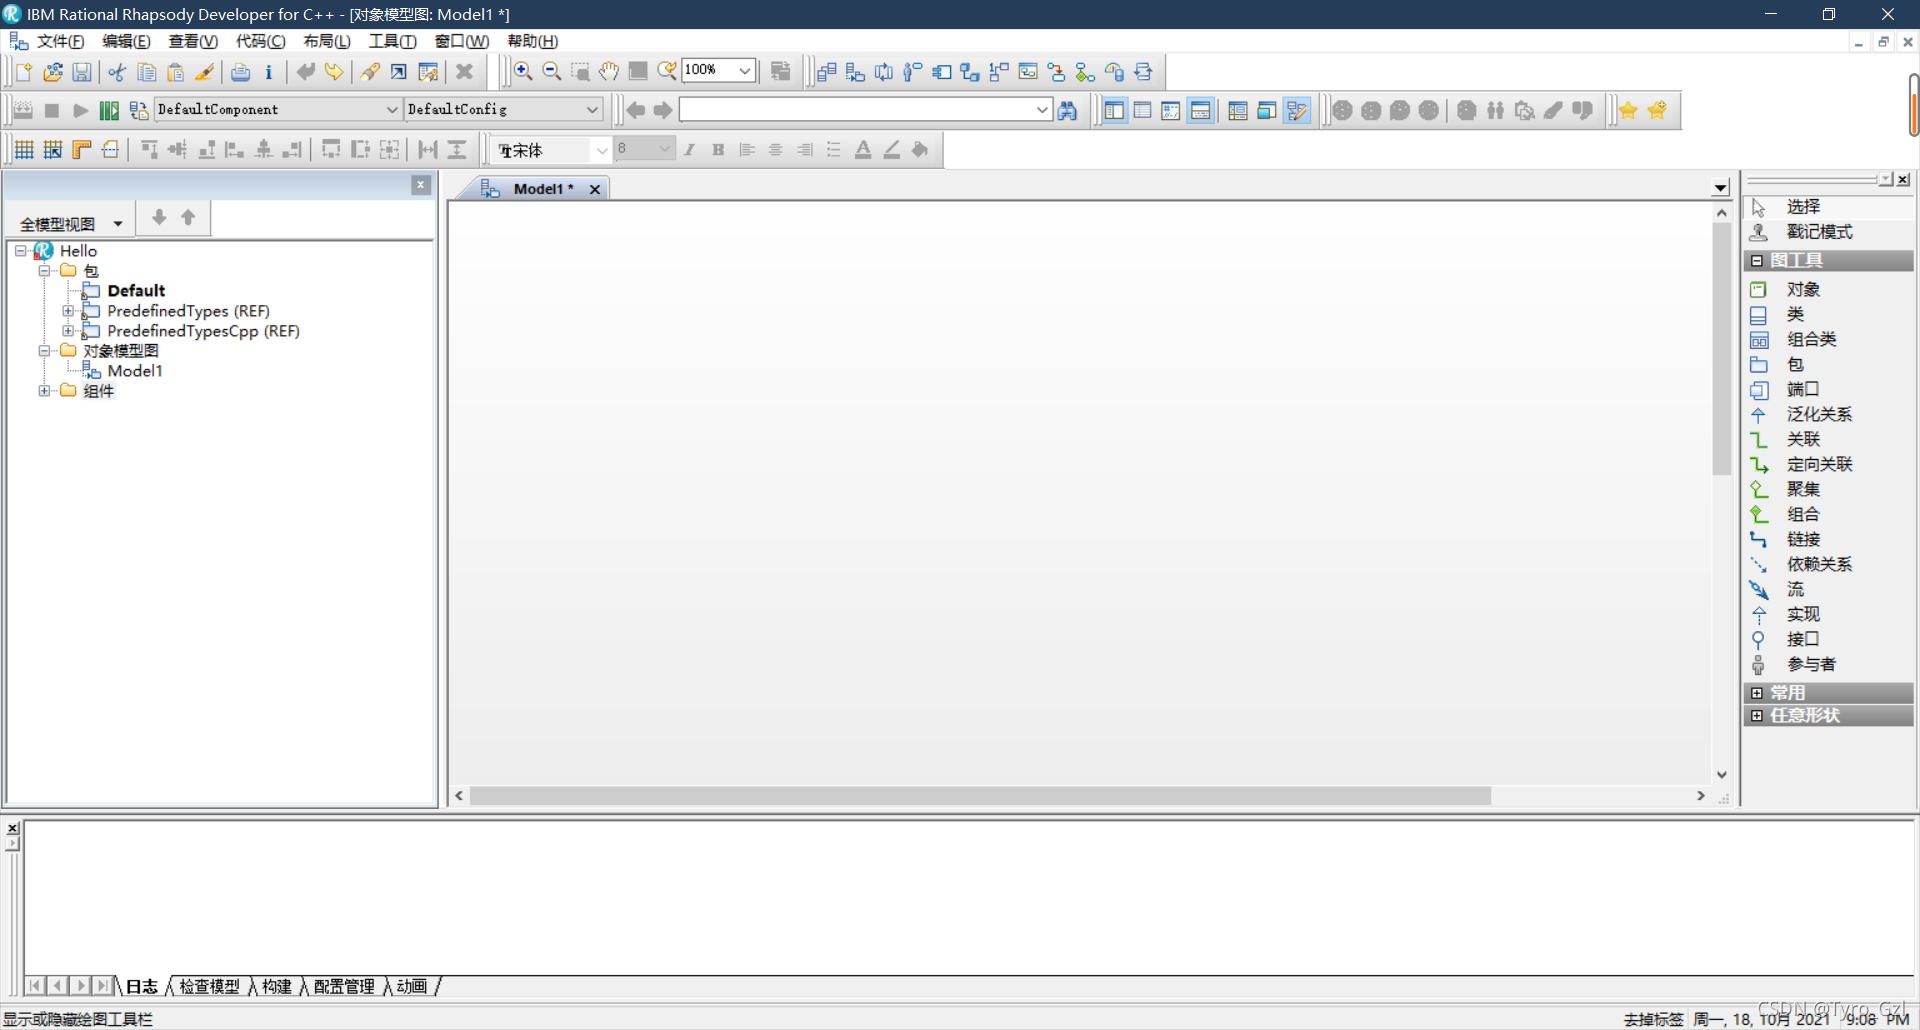 IBM Rational Rhapsody Developer for C++ - [对象模型图: Model1 *]
文件(F) 编辑(E) 查看(V) 代码(C) 布局(L) 工具(T) 窗口(W) 帮助(H)
100%
DefaultComponent DefaultConfig
宋体 8
Model1 *
全模型视图
Hello
包
Default
PredefinedTypes (REF)
PredefinedTypesCpp (REF)
对象模型图
Model1
组件
选择
戳记模式
图工具
对象
类
组合类
包
端口
泛化关系
关联
定向关联
聚集
组合
链接
依赖关系
流
实现
接口
参与者
常用
任意形状
日志 检查模型 构建 配置管理 动画
显示或隐藏绘图工具栏
去掉标签 周一, 18, 10月 2021 9:08 PM
CSDN @Tyro_Gzl